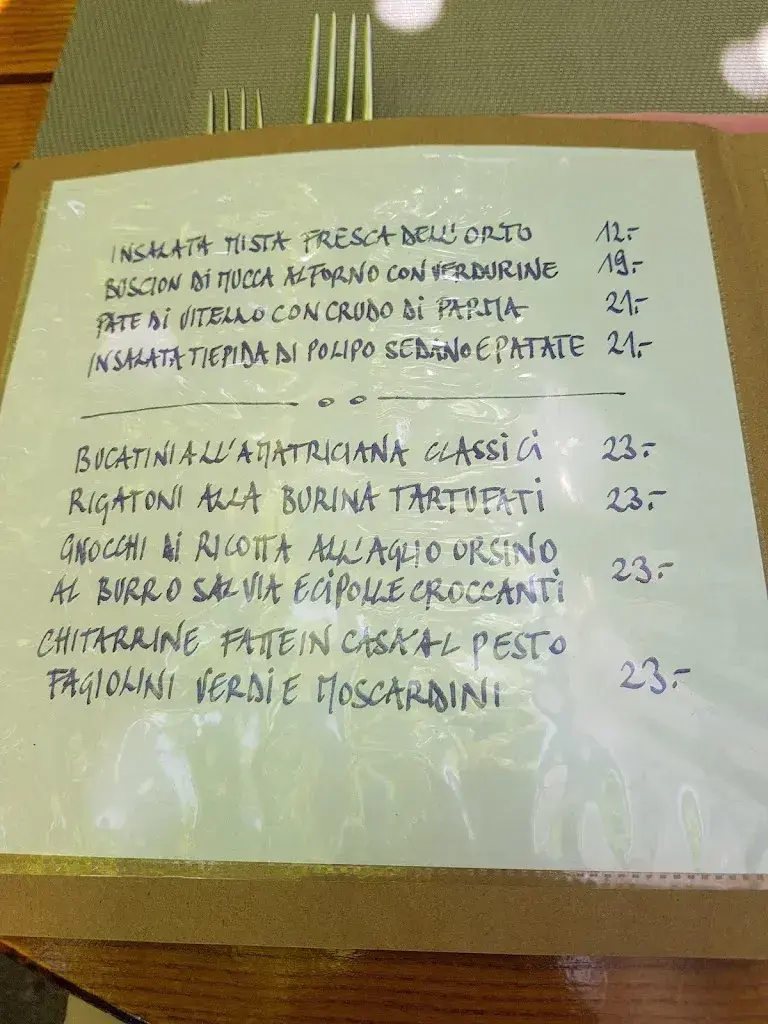 INSALATA MISTA FRESCA DELL'ORTO 12.-
BUSCION DI MUCCA AL FORNO CON VERDURINE 19.-
PATE DI VITELLO CON CRUDO DI PARMA 21.-
INSALATA TIEPIDA DI POLIPO SEDANO E PATATE 21.-
BUCATINI ALL'AMATRICIANA CLASSICI 23.-
RIGATONI ALLA BURINA TARTUFATI 23.-
GNOCCHI DI RICOTTA ALL'AGLIO ORSINO
AL BURRO SALVIA E CIPOLLE CROCCANTI 23.-
CHITARRINE FATTE IN CASA AL PESTO
FAGIOLINI VERDI E MOSCARDINI 23.-